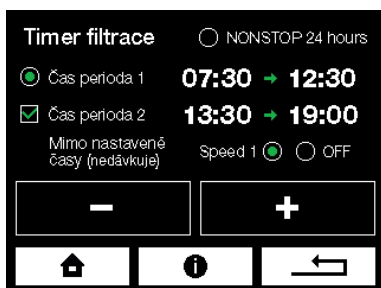 Timer filtrace NONSTOP 24 hours
Čas perioda 1 07:30 → 12:30
Čas perioda 2 13:30 → 19:00
Mimo nastavené Speed 1 OFF
časy (nedávkuje)
− +